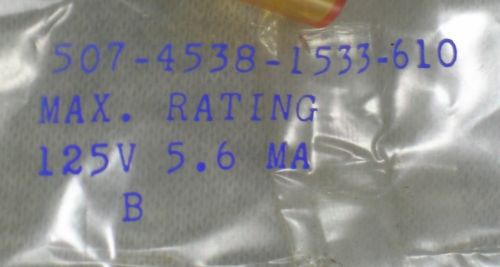 507-4538-1533-610
MAX. RATING
125V 5.6 MA
B